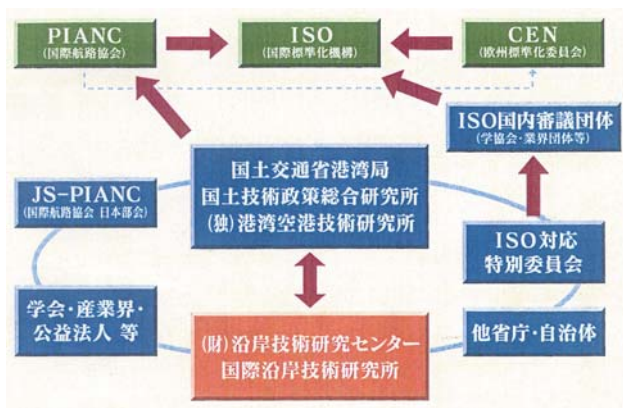 PIANC
(国際航路協会)
ISO
(国際標準化機構)
CEN
(欧州標準化委員会)
ISO国内審議団体
(学協会・業界団体等)
国土交通省港湾局
国土技術政策総合研究所
(独)港湾空港技術研究所
JS-PIANC
(国際航路協会 日本部会)
ISO対応
特別委員会
学会・産業界・
公益法人 等
(財)沿岸技術研究センター
国際沿岸技術研究所
他省庁・自治体